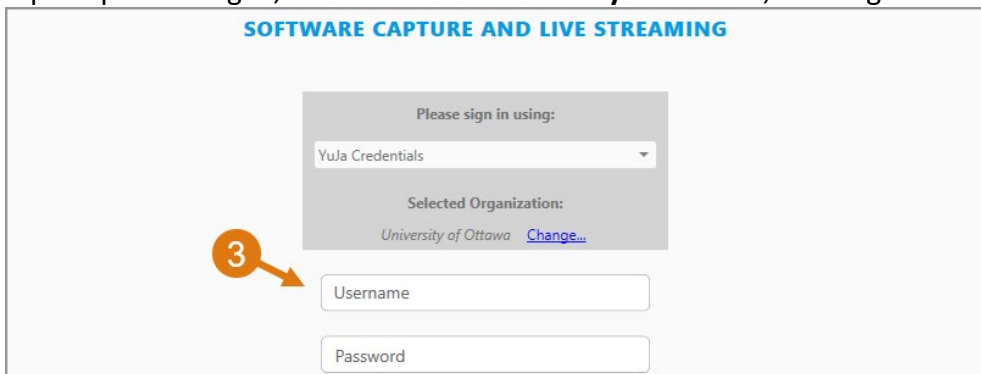 SOFTWARE CAPTURE AND LIVE STREAMING
Please sign in using:
YuJa Credentials
Selected Organization:
University of Ottawa Change...
3
Username
Password